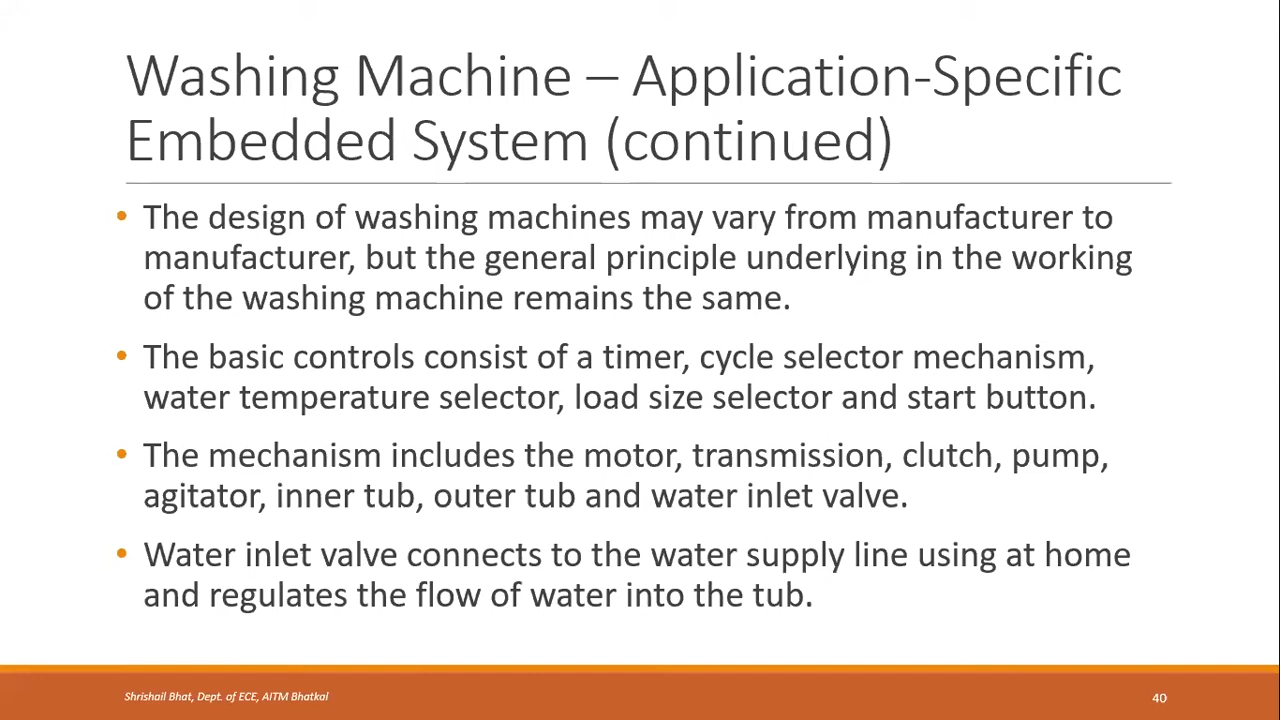 Washing Machine – Application-Specific
Embedded System (continued)
• The design of washing machines may vary from manufacturer to
manufacturer, but the general principle underlying in the working
of the washing machine remains the same.
• The basic controls consist of a timer, cycle selector mechanism,
water temperature selector, load size selector and start button.
• The mechanism includes the motor, transmission, clutch, pump,
agitator, inner tub, outer tub and water inlet valve.
• Water inlet valve connects to the water supply line using at home
and regulates the flow of water into the tub.
Shrishail Bhat, Dept. of ECE, AITM Bhatkal
40